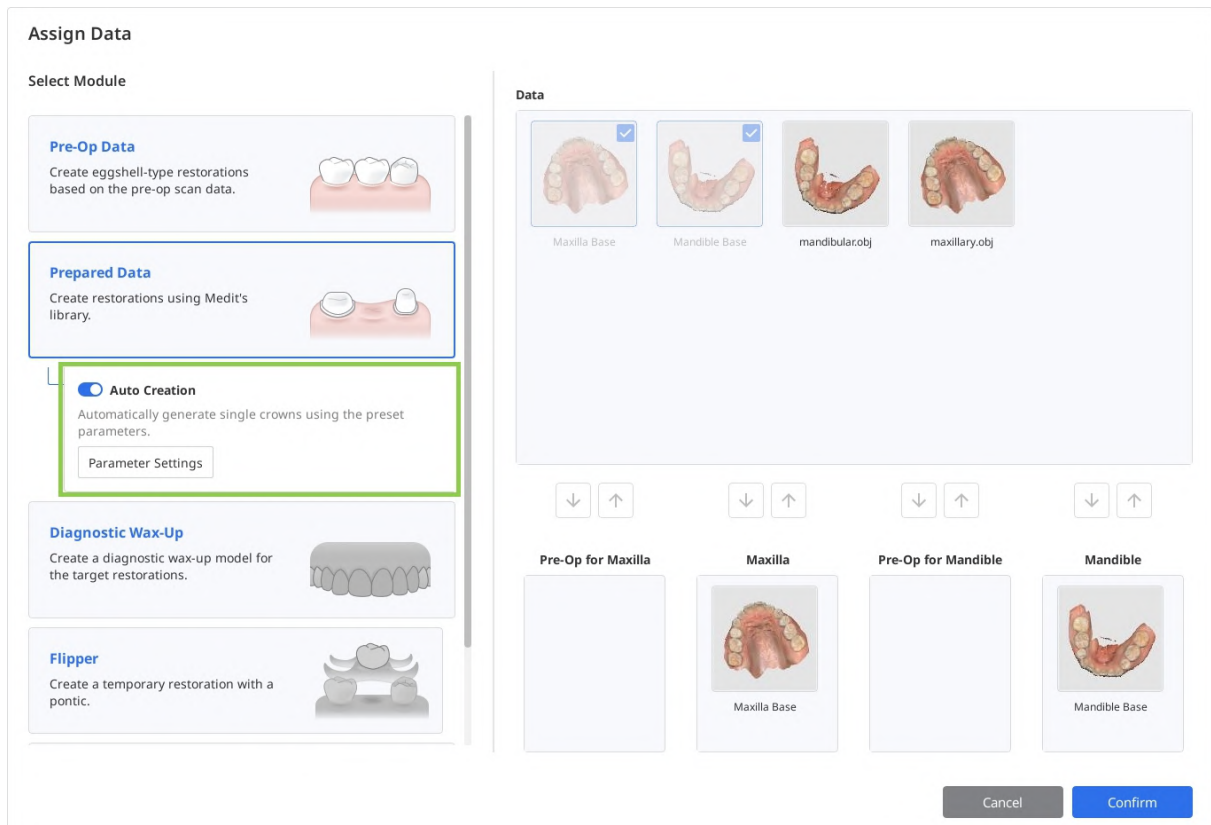 Assign Data
Select Module
Pre-Op Data
Create eggshell-type restorations
based on the pre-op scan data.
Prepared Data
Create restorations using Medit's
library.
Auto Creation
Automatically generate single crowns using the preset
parameters.
Parameter Settings
Diagnostic Wax-Up
Create a diagnostic wax-up model for
the target restorations.
Flipper
Create a temporary restoration with a
pontic.
Data
Maxilla Base
Mandible Base
mandibular.obj
maxillary.obj
Pre-Op for Maxilla
Maxilla
Pre-Op for Mandible
Mandible
Maxilla Base
Mandible Base
Cancel
Confirm